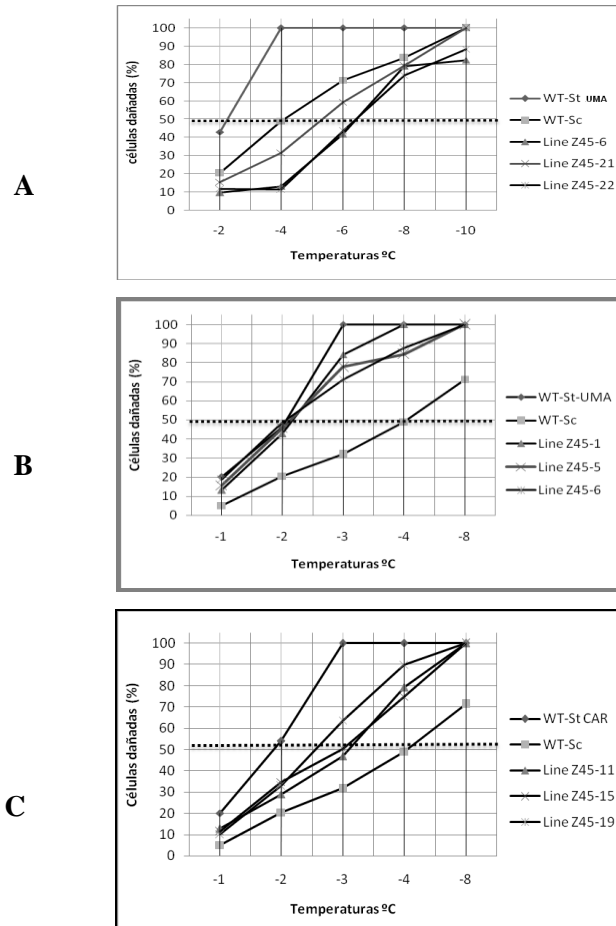 A
células dañadas (%)
100
90
80
70
60
50
40
30
20
10
0
-2 -4 -6 -8 -10
Temperaturas ºC
WT-St UMA
WT-Sc
Line Z45-6
Line Z45-21
Line Z45-22
B
Células dañadas (%)
100
90
80
70
60
50
40
30
20
10
0
-1 -2 -3 -4 -8
Temperaturas ºC
WT-St-UMA
WT-Sc
Line Z45-1
Line Z45-5
Line Z45-6
C
Células dañadas (%)
100
90
80
70
60
50
40
30
20
10
0
-1 -2 -3 -4 -8
Temperaturas ºC
WT-St CAR
WT-Sc
Line Z45-11
Line Z45-15
Line Z45-19